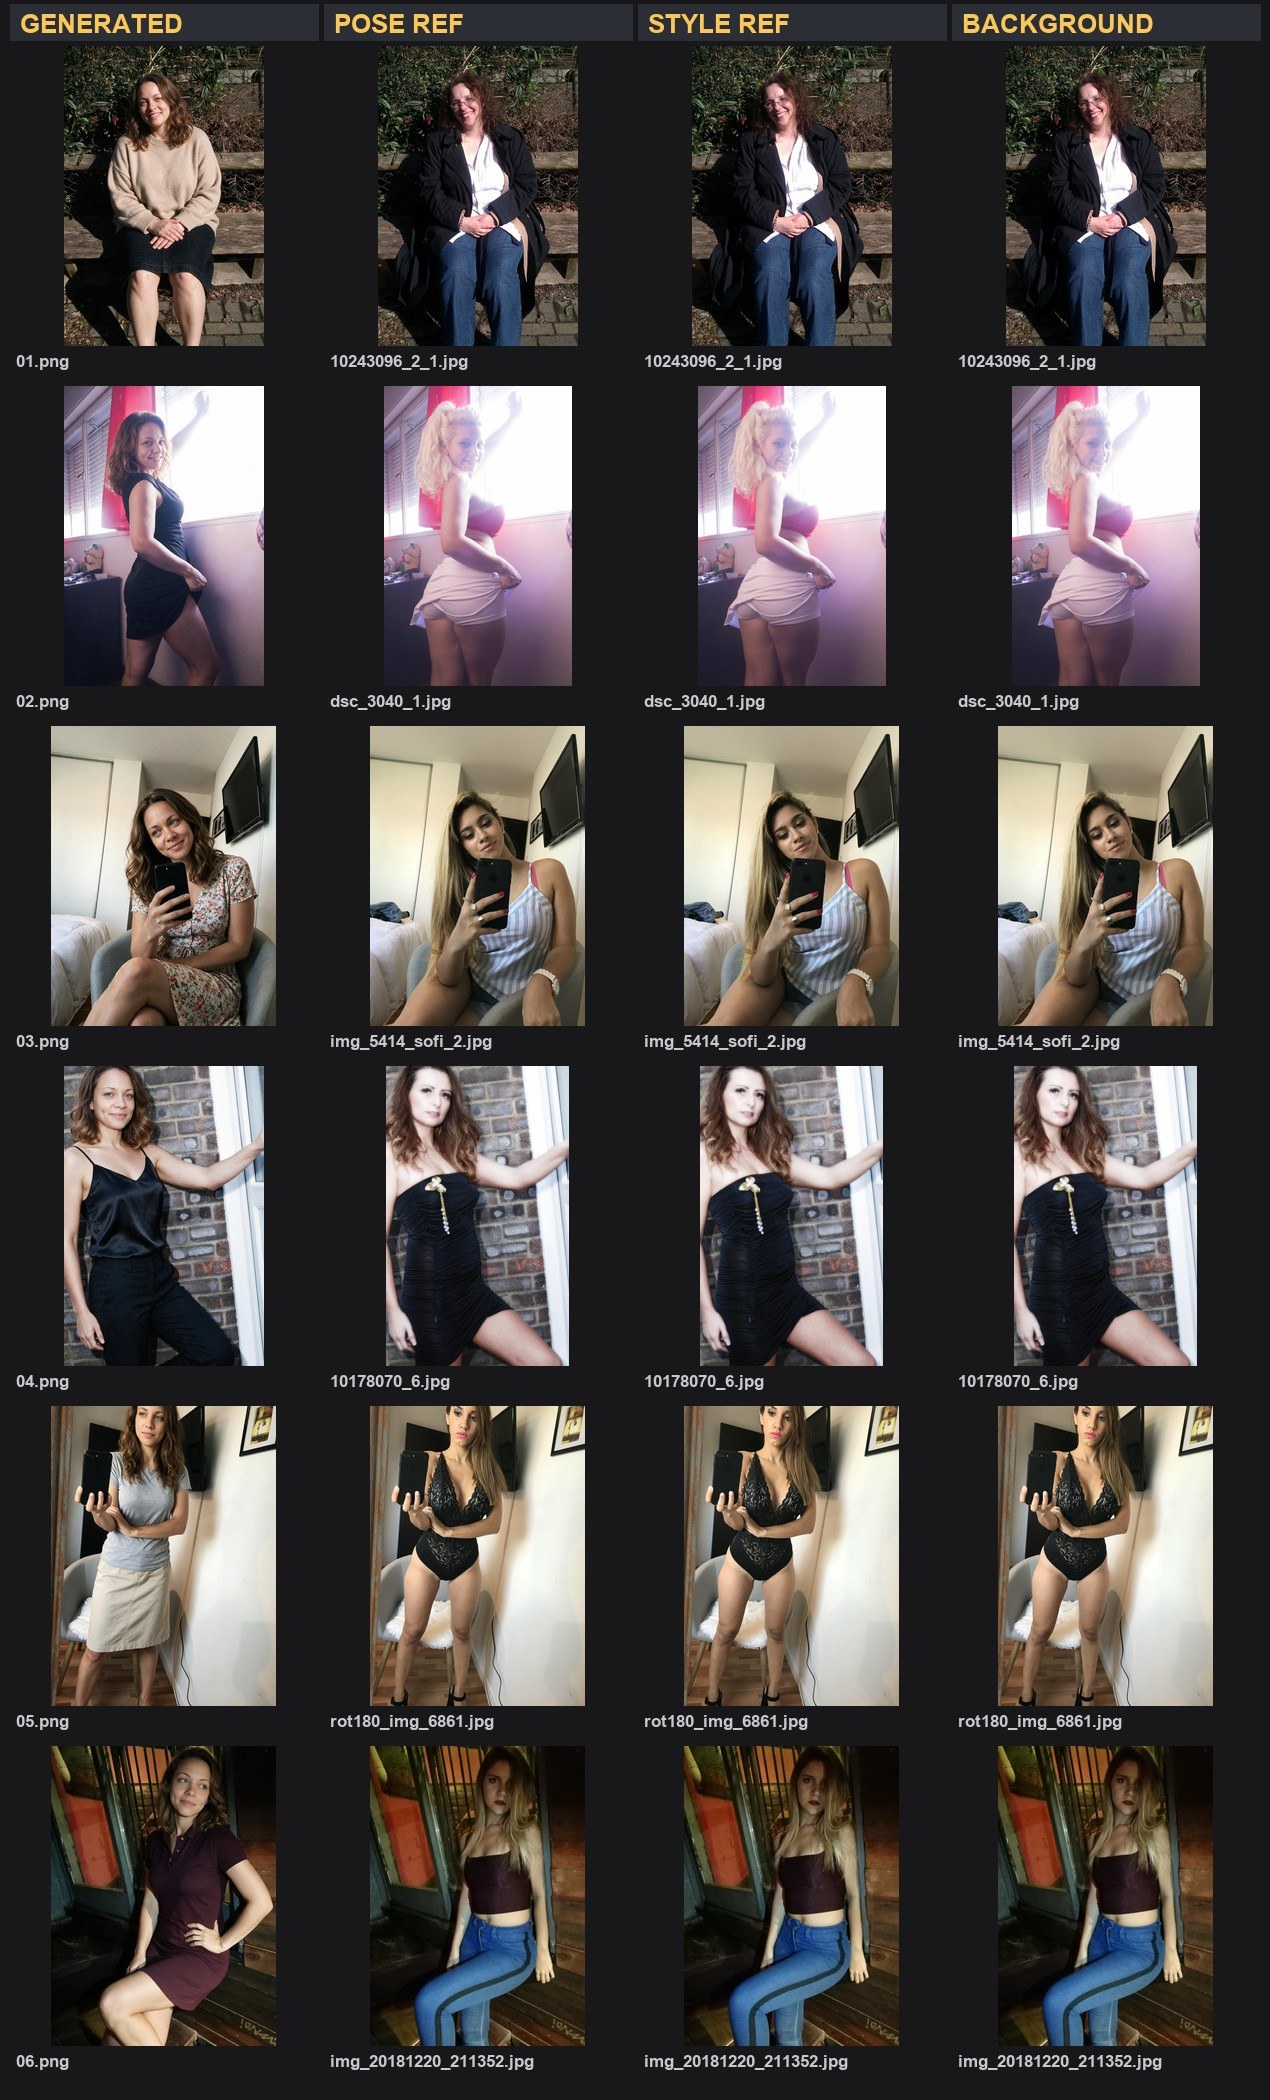 GENERATED POSE REF STYLE REF BACKGROUND
01.png 10243096_2_1.jpg 10243096_2_1.jpg 10243096_2_1.jpg
02.png dsc_3040_1.jpg dsc_3040_1.jpg dsc_3040_1.jpg
03.png img_5414_sofi_2.jpg img_5414_sofi_2.jpg img_5414_sofi_2.jpg
04.png 10178070_6.jpg 10178070_6.jpg 10178070_6.jpg
05.png rot180_img_6861.jpg rot180_img_6861.jpg rot180_img_6861.jpg
06.png img_20181220_211352.jpg img_20181220_211352.jpg img_20181220_211352.jpg